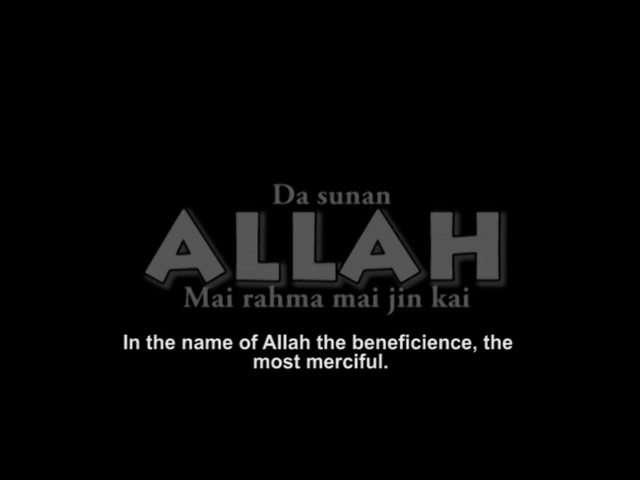 Da sunan
ALLAH
Mai rahma mai jin kai
In the name of Allah the beneficience, the
most merciful.